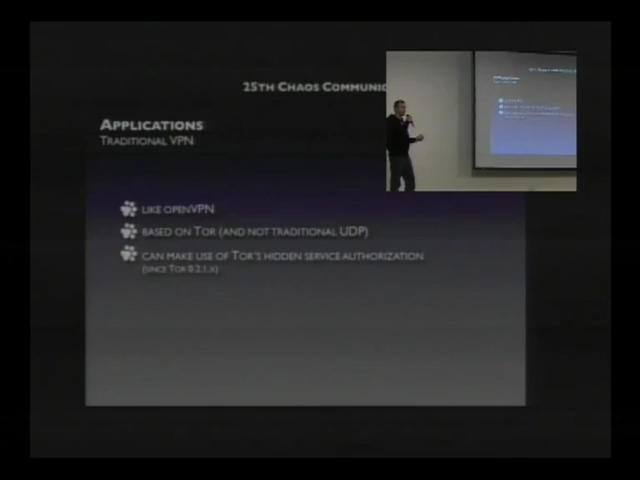 25TH CHAOS COMMUNIC
APPLICATIONS
TRADITIONAL VPN
LIKE OPENVPN
BASED ON TOR (AND NOT TRADITIONAL UDP)
CAN MAKE USE OF TOR'S HIDDEN SERVICE AUTHORIZATION
(SINCE TOR 0.2.1.X)